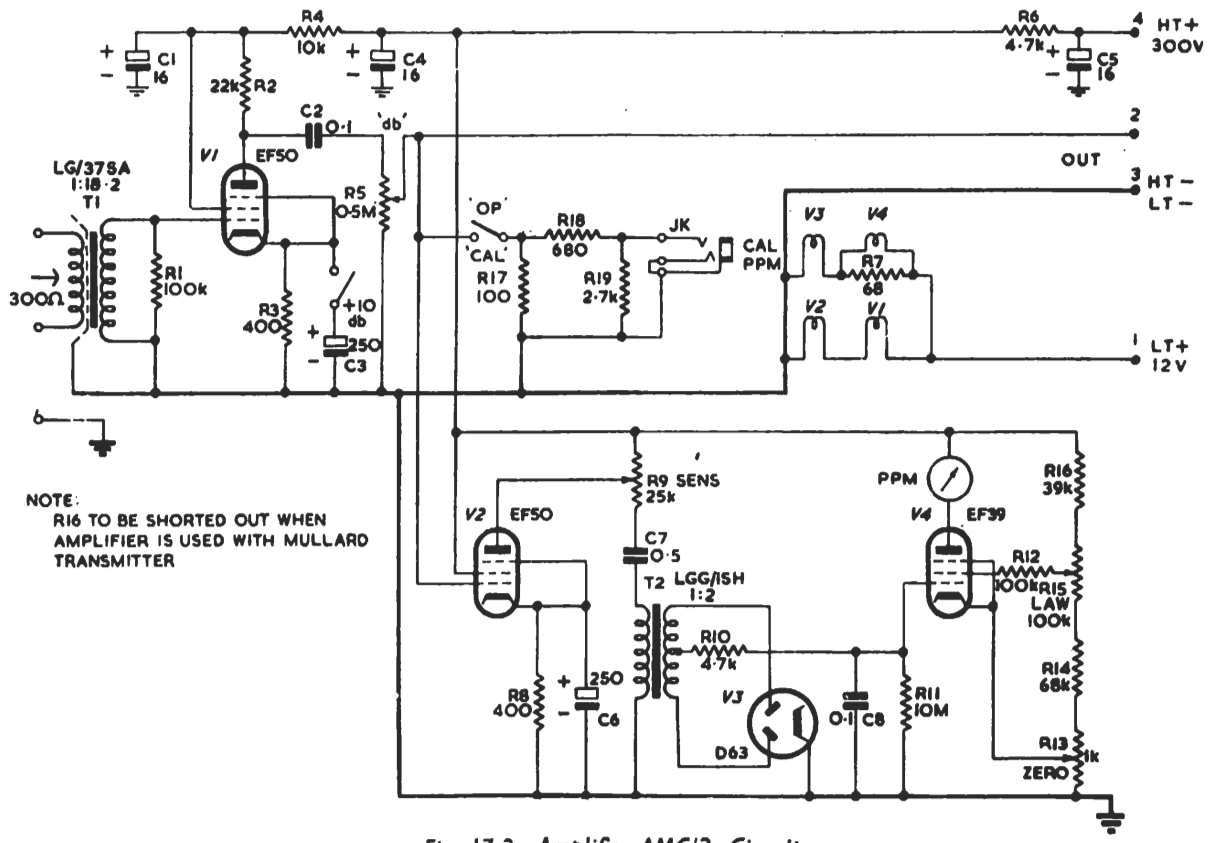 R4
10k
R6
4.7k
4 HT+
300V
+
-
C1
16
+
-
C4
16
+
-
C5
16
22k R2
C2
0.1
'db'
2
OUT
3 HT-
LT-
V1
EF50
LG/37SA
1:18.2
T1
R5
0.5M
'OP'
'CAL'
R18
680
JK
CAL
PPM
V3
V4
R7
68
V2
V1
1 LT+
12V
300Ω
R1
100k
R3
400
+10
db
+
-
250
C3
R17
100
R19
2.7k
NOTE:
R16 TO BE SHORTED OUT WHEN
AMPLIFIER IS USED WITH MULLARD
TRANSMITTER
R9 SENS
25k
V2
EF50
C7
0.5
T2
LGG/1SH
1:2
PPM
V4
EF39
R16
39k
R12
100k
R15
LAW
100k
R10
4.7k
R14
68k
R8
400
+
-
250
C6
V3
D63
0.1 C8
R11
10M
R13
1k
ZERO